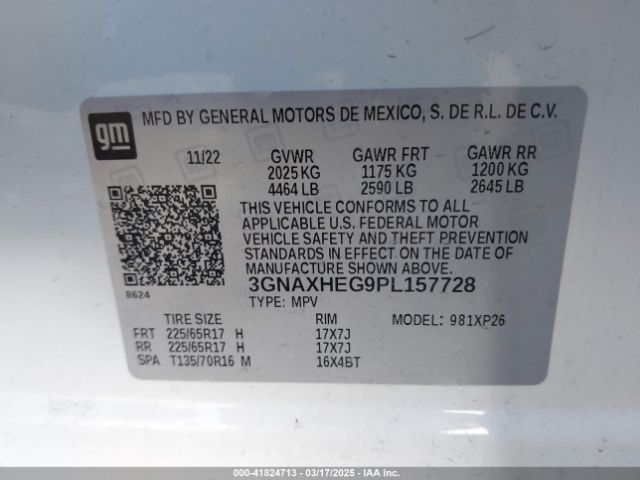 gm
MFD BY GENERAL MOTORS DE MEXICO, S. DE R.L. DE C.V.
11/22 GVWR GAWR FRT GAWR RR
2025 KG 1175 KG 1200 KG
4464 LB 2590 LB 2645 LB
THIS VEHICLE CONFORMS TO ALL
APPLICABLE U.S. FEDERAL MOTOR
VEHICLE SAFETY AND THEFT PREVENTION
STANDARDS IN EFFECT ON THE DATE OF
MANUFACTURE SHOWN ABOVE.
8624
3GNAXHEG9PL157728
TYPE: MPV
TIRE SIZE RIM MODEL: 981XP26
FRT 225/65R17 H 17X7J
RR 225/65R17 H 17X7J
SPA T135/70R16 M 16X4BT
000-41824713 - 03/17/2025 - IAAI.COM